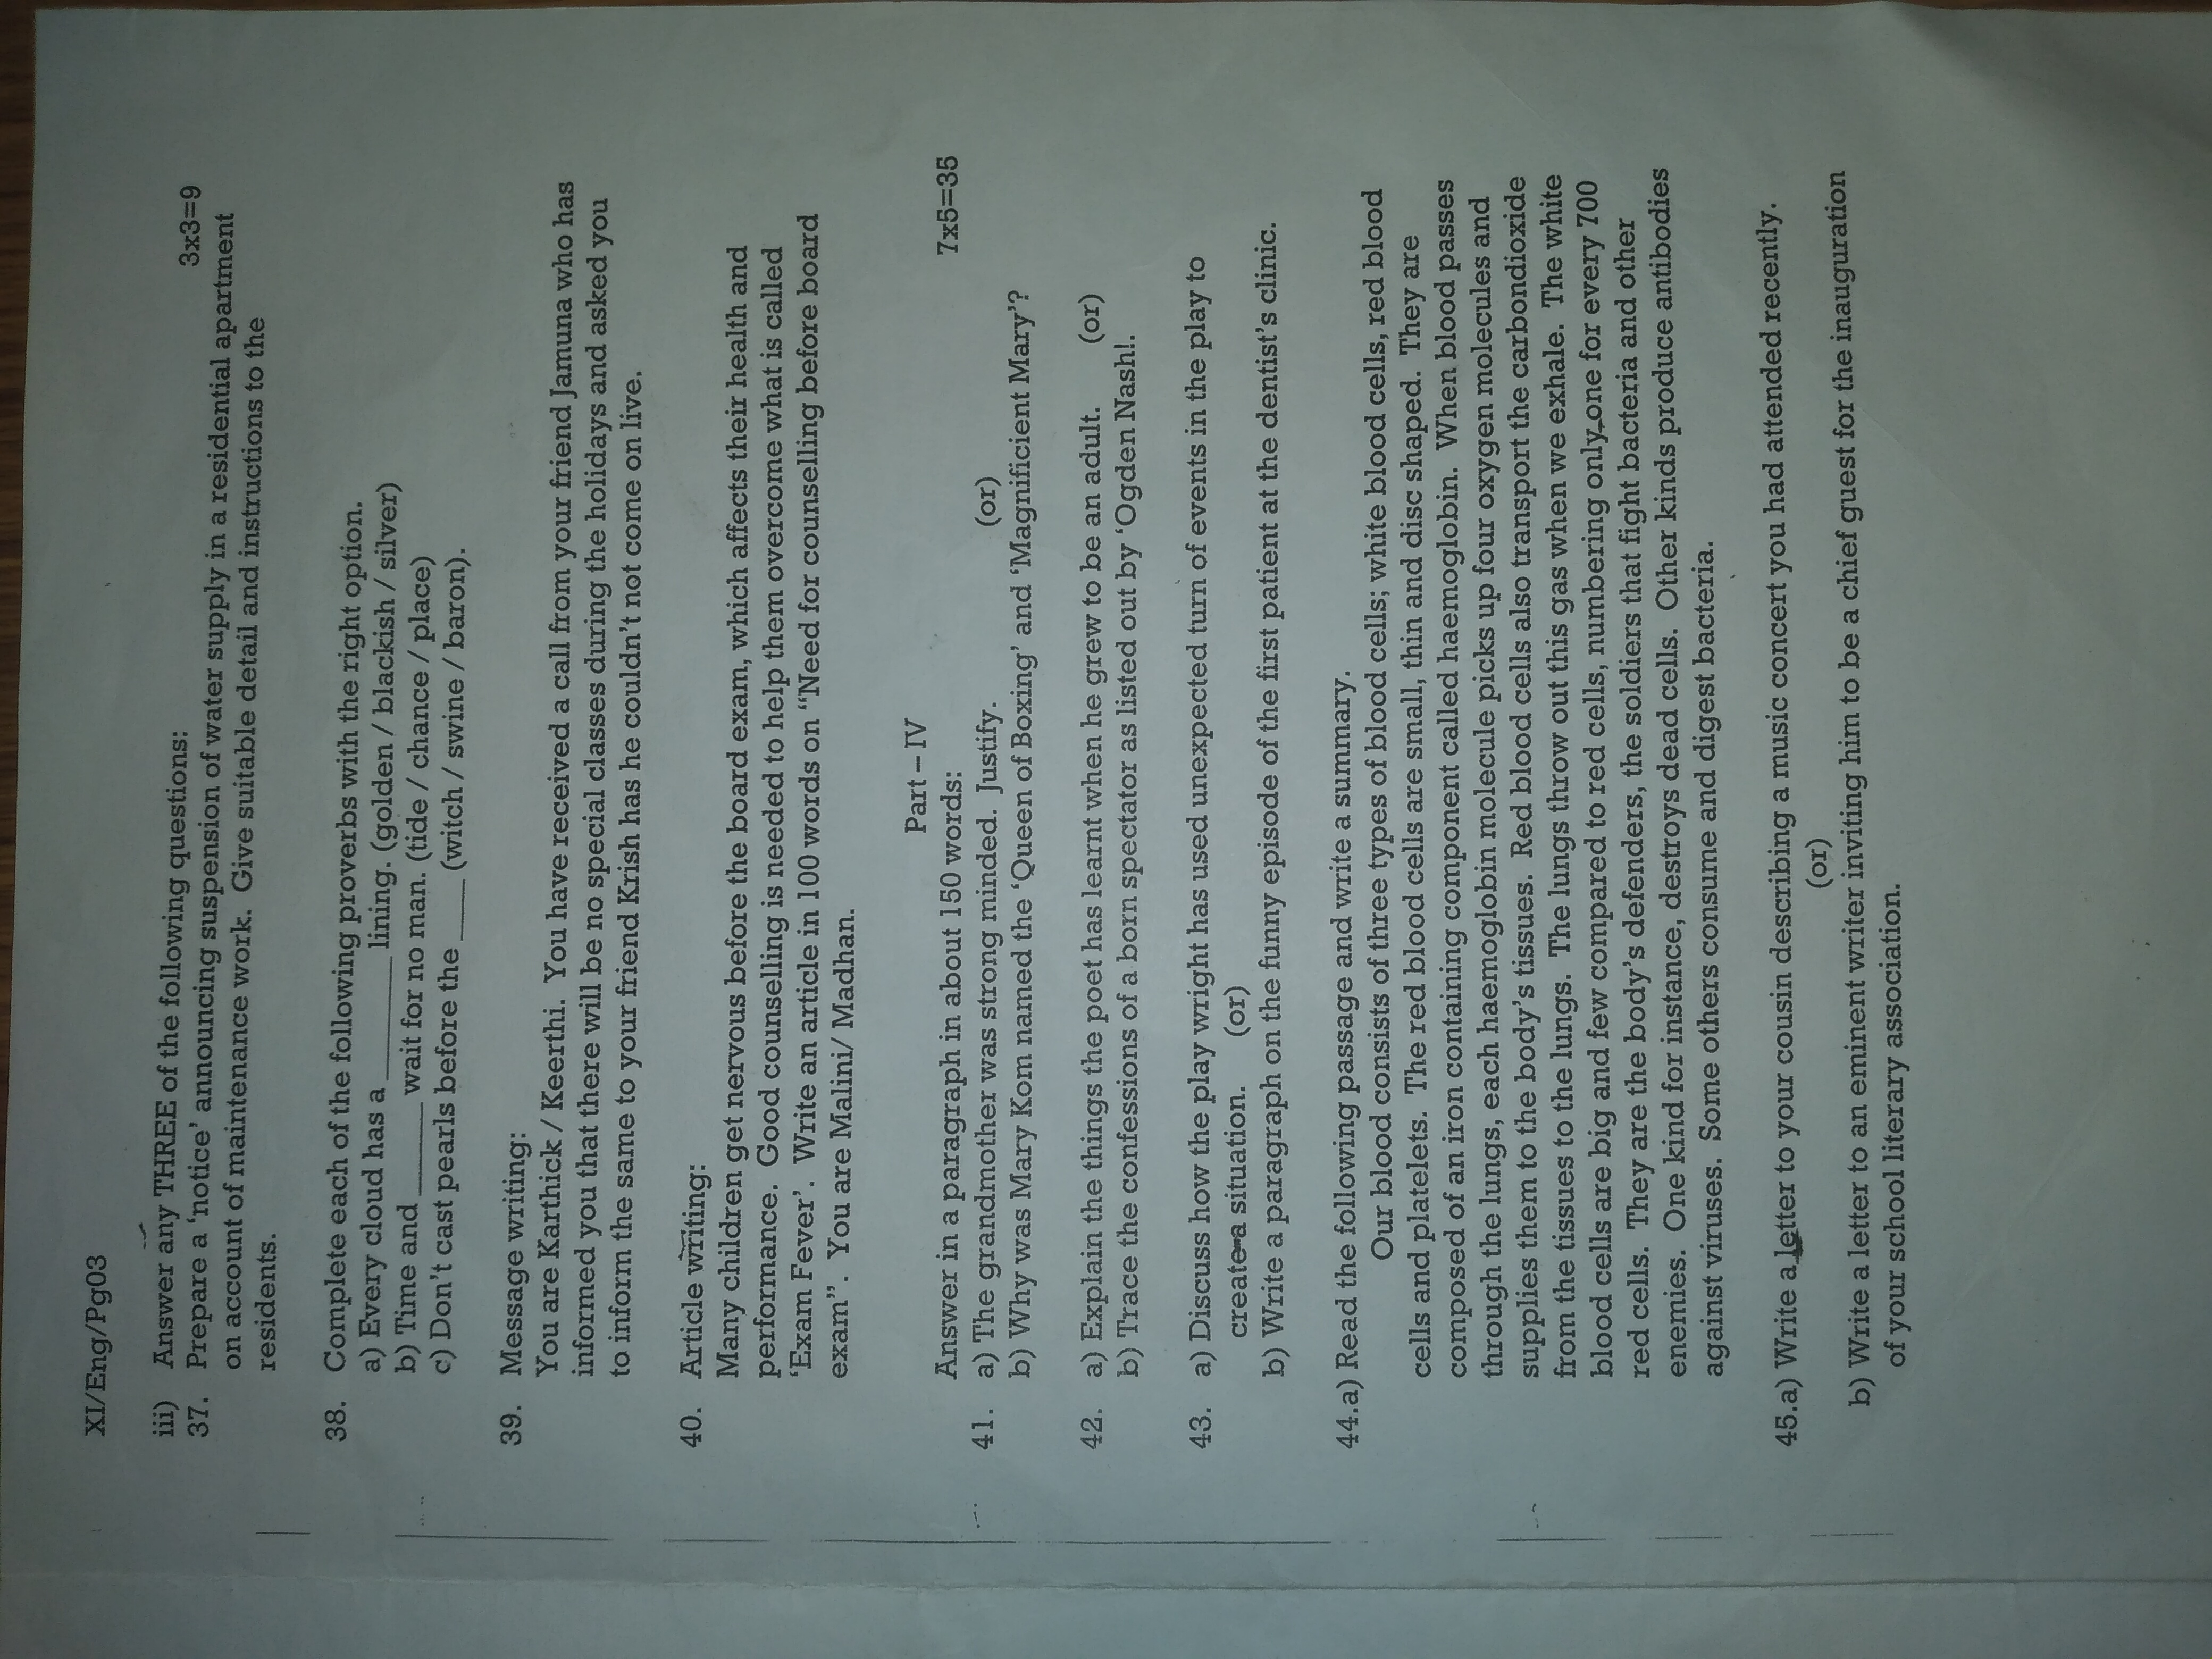 XI/Eng/Pg03
iii) Answer any THREE of the following questions: 3x3=9
37. Prepare a ‘notice’ announcing suspension of water supply in a residential apartment
on account of maintenance work. Give suitable detail and instructions to the
residents.
38. Complete each of the following proverbs with the right option.
a) Every cloud has a ________ lining. (golden / blackish / silver)
b) Time and ______ wait for no man. (tide / chance / place)
c) Don’t cast pearls before the ____ (witch / swine / baron).
39. Message writing:
You are Karthick / Keerthi. You have received a call from your friend Jamuna who has
informed you that there will be no special classes during the holidays and asked you
to inform the same to your friend Krish has he couldn’t not come on live.
40. Article writing:
Many children get nervous before the board exam, which affects their health and
performance. Good counselling is needed to help them overcome what is called
‘Exam Fever’. Write an article in 100 words on “Need for counselling before board
exam”. You are Malini/ Madhan.
Part – IV
Answer in a paragraph in about 150 words: 7x5=35
41. a) The grandmother was strong minded. Justify. (or)
b) Why was Mary Kom named the ‘Queen of Boxing’ and ‘Magnificient Mary’?
42. a) Explain the things the poet has learnt when he grew to be an adult. (or)
b) Trace the confessions of a born spectator as listed out by ‘Ogden Nash!.
43. a) Discuss how the play wright has used unexpected turn of events in the play to
create a situation. (or)
b) Write a paragraph on the funny episode of the first patient at the dentist’s clinic.
44.a) Read the following passage and write a summary.
Our blood consists of three types of blood cells; white blood cells, red blood
cells and platelets. The red blood cells are small, thin and disc shaped. They are
composed of an iron containing component called haemoglobin. When blood passes
through the lungs, each haemoglobin molecule picks up four oxygen molecules and
supplies them to the body’s tissues. Red blood cells also transport the carbondioxide
from the tissues to the lungs. The lungs throw out this gas when we exhale. The white
blood cells are big and few compared to red cells, numbering only one for every 700
red cells. They are the body’s defenders, the soldiers that fight bacteria and other
enemies. One kind for instance, destroys dead cells. Other kinds produce antibodies
against viruses. Some others consume and digest bacteria.
45.a) Write a letter to your cousin describing a music concert you had attended recently.
(or)
b) Write a letter to an eminent writer inviting him to be a chief guest for the inauguration
of your school literary association.